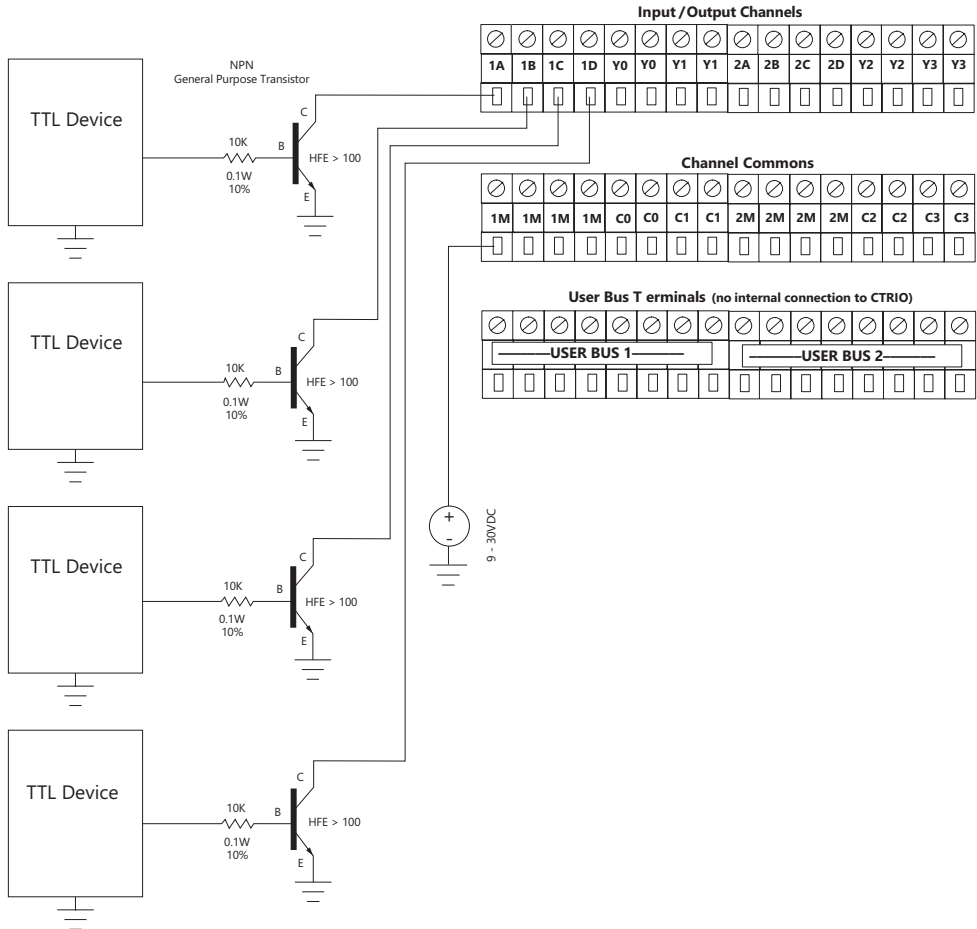 Input/Output Channels
1A 1B 1C 1D Y0 Y0 Y1 Y1 2A 2B 2C 2D Y2 Y2 Y3 Y3
Channel Commons
1M 1M 1M 1M C0 C0 C1 C1 2M 2M 2M 2M C2 C2 C3 C3
User Bus T erminals (no internal connection to CTRIO)
USER BUS 1
USER BUS 2
NPN
General Purpose Transistor
TTL Device
10K
0.1W
10%
B
C
E
HFE > 100
TTL Device
10K
0.1W
10%
B
C
E
HFE > 100
TTL Device
10K
0.1W
10%
B
C
E
HFE > 100
TTL Device
10K
0.1W
10%
B
C
E
HFE > 100
+
-
9 - 30VDC